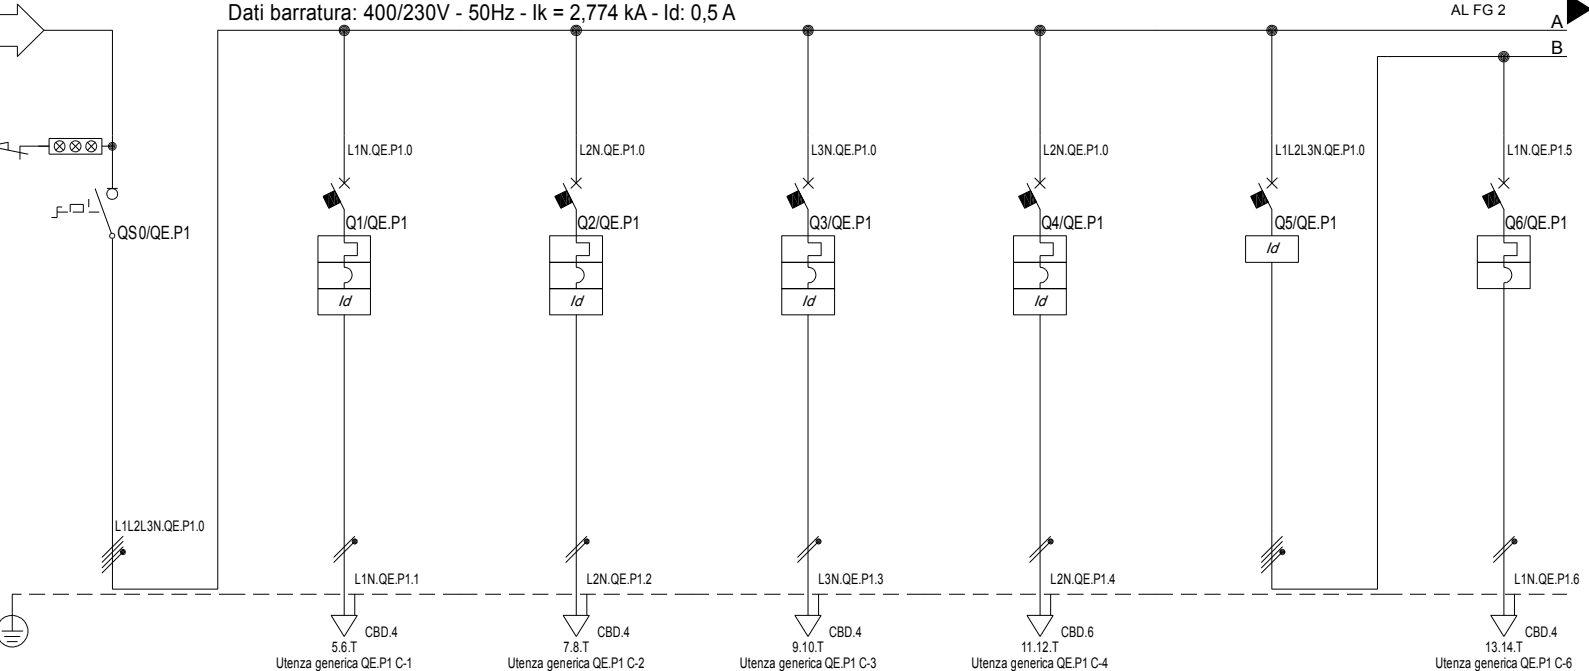 Dati barratura: 400/230V - 50Hz - Ik = 2,774 kA - Id: 0,5 A
AL FG 2
A
B
L1N.QE.P1.0
L2N.QE.P1.0
L3N.QE.P1.0
L2N.QE.P1.0
L1L2L3N.QE.P1.0
L1N.QE.P1.5
QS0/QE.P1
Q1/QE.P1
Q2/QE.P1
Q3/QE.P1
Q4/QE.P1
Q5/QE.P1
Q6/QE.P1
Id
Id
Id
Id
Id
L1L2L3N.QE.P1.0
L1N.QE.P1.1
L2N.QE.P1.2
L3N.QE.P1.3
L2N.QE.P1.4
L1N.QE.P1.6
CBD.4
CBD.4
CBD.4
CBD.6
CBD.4
5.6.T
7.8.T
9.10.T
11.12.T
13.14.T
Utenza generica QE.P1 C-1
Utenza generica QE.P1 C-2
Utenza generica QE.P1 C-3
Utenza generica QE.P1 C-4
Utenza generica QE.P1 C-6